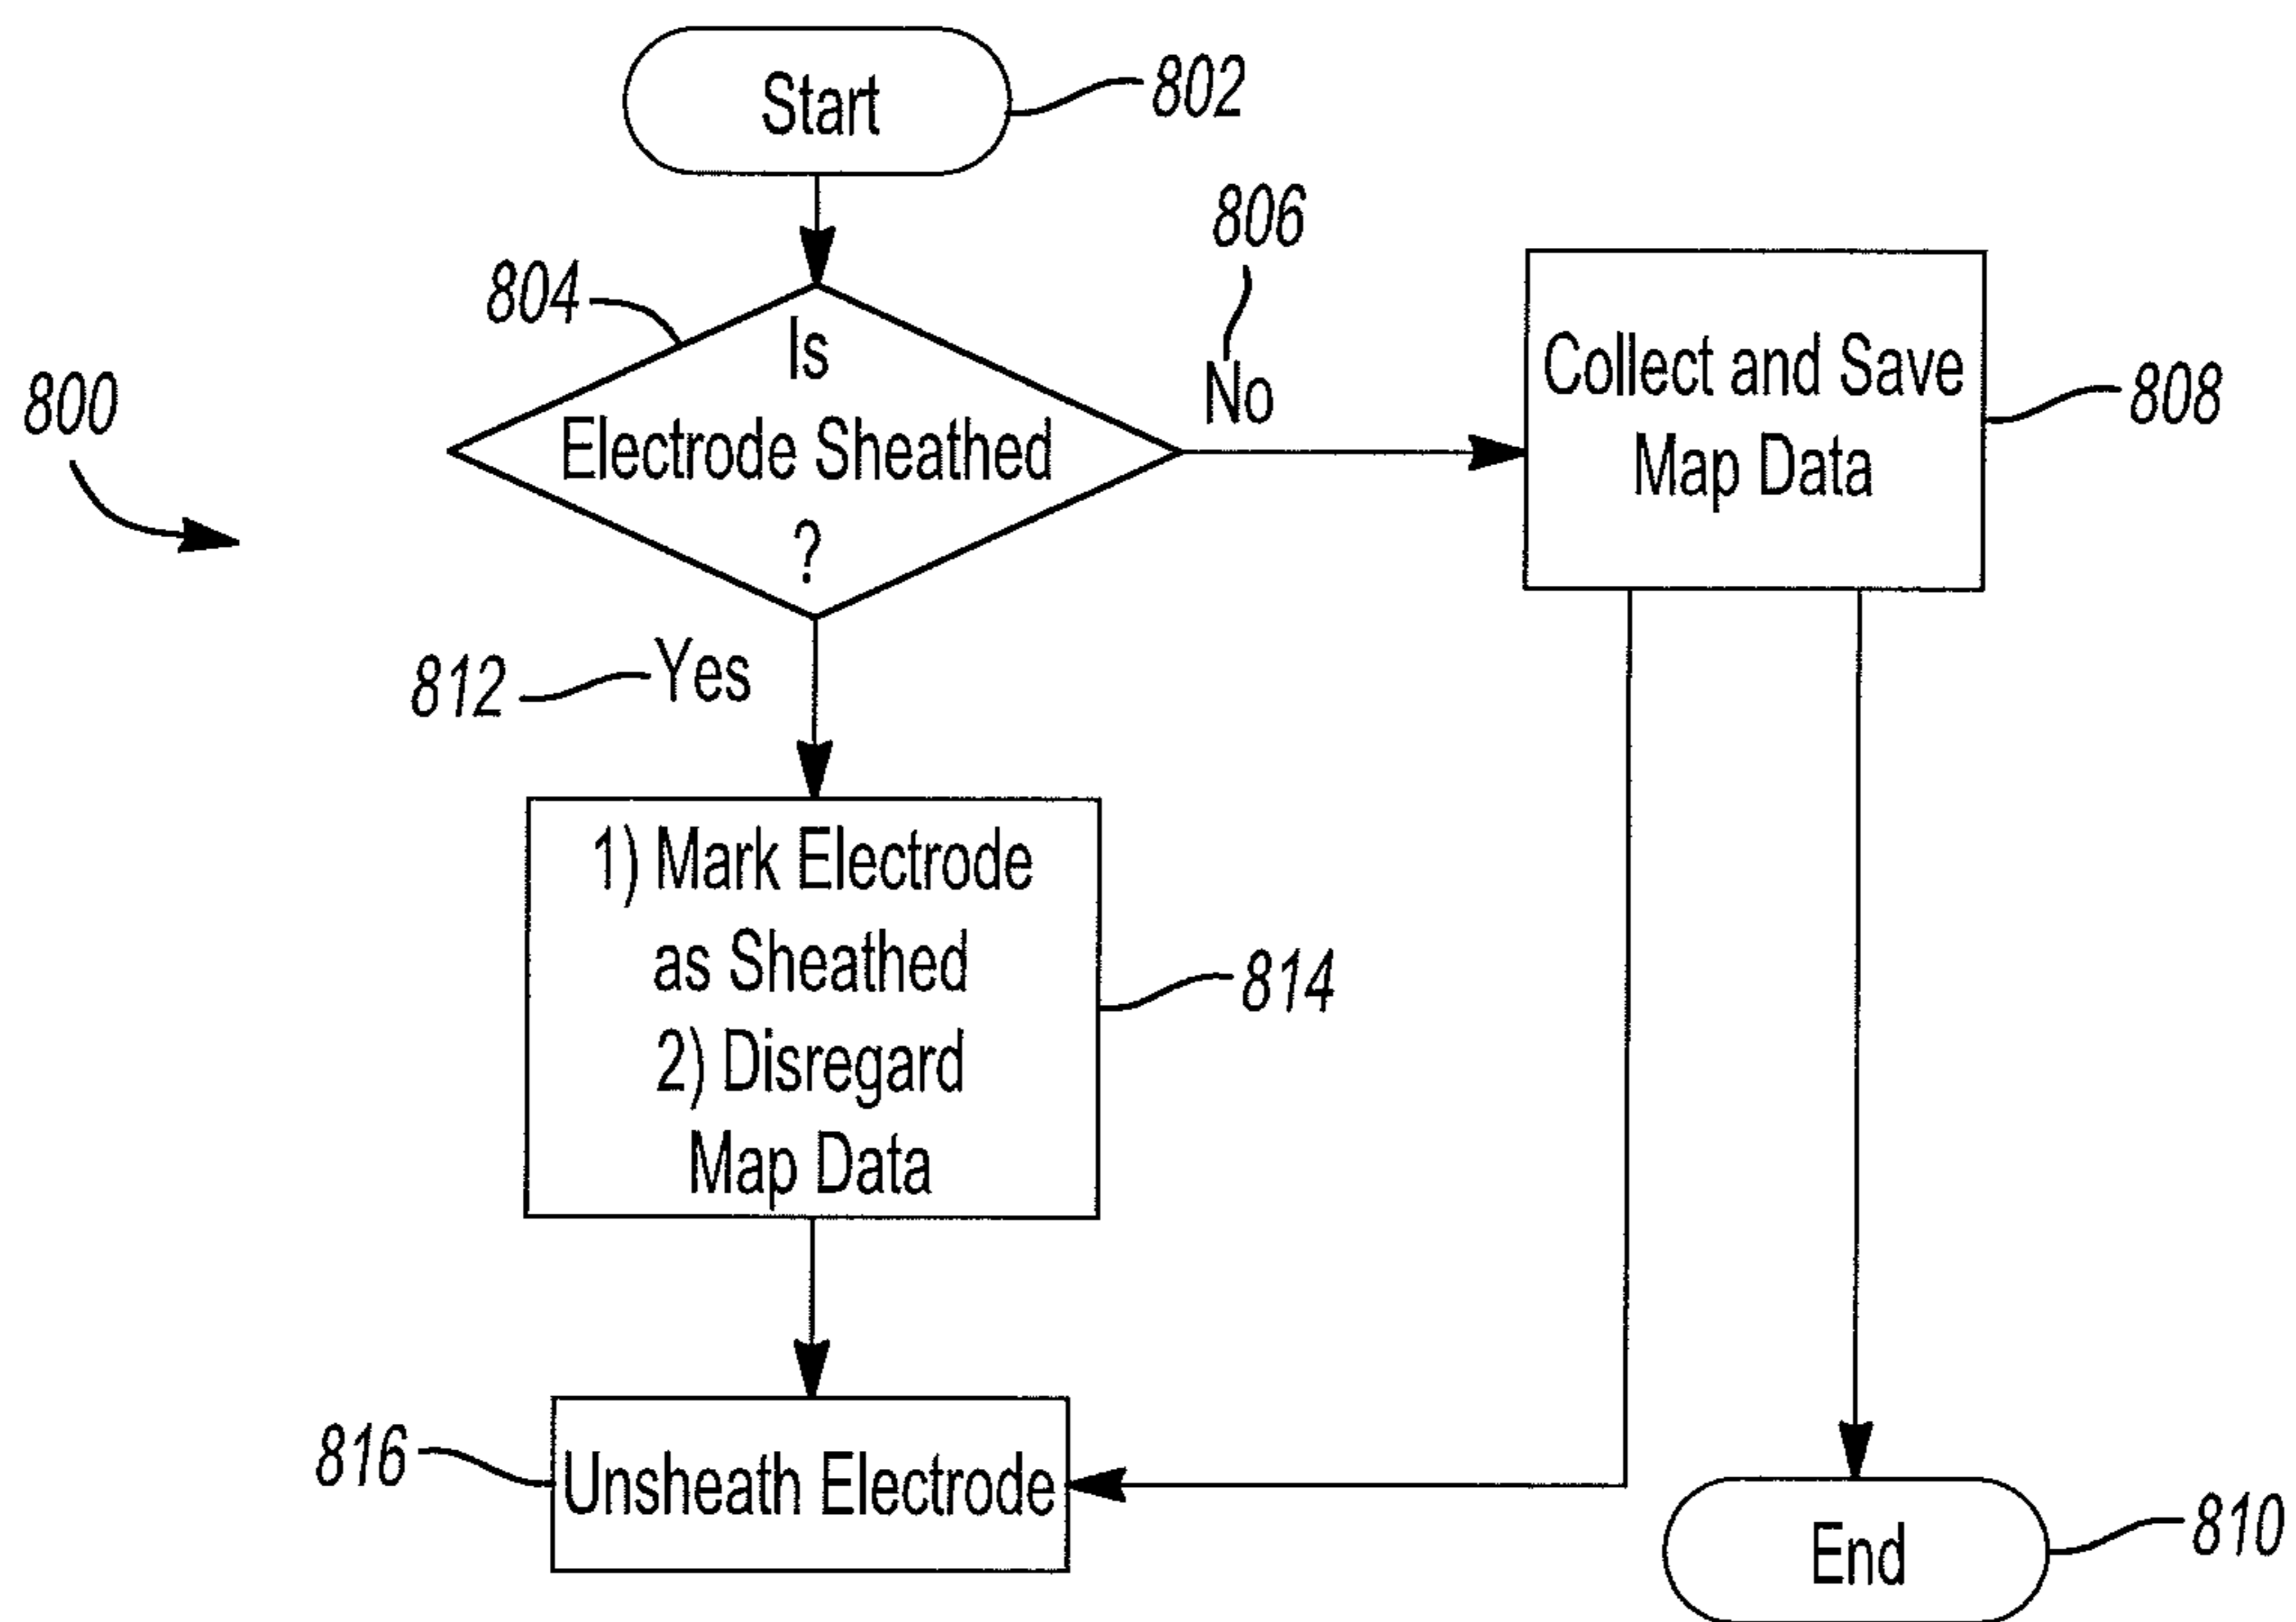 Start
802
806
804
Is
Electrode Sheathed
?
No
Collect and Save
Map Data
808
800
812
Yes
1) Mark Electrode
as Sheathed
2) Disregard
Map Data
814
816
Unsheath Electrode
End
810